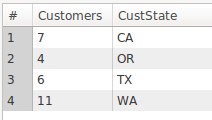 # Customers CustState
1 7 CA
2 4 OR
3 6 TX
4 11 WA